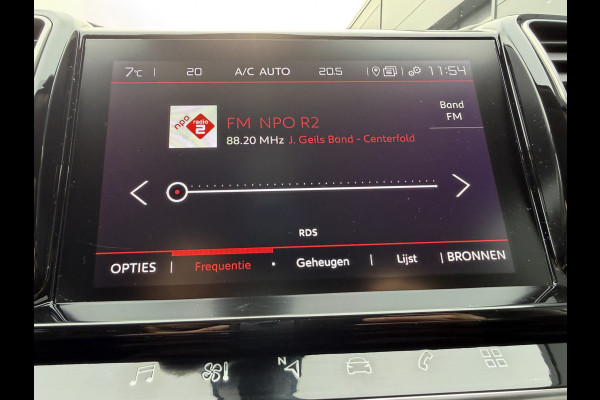 7°C 20 A/C AUTO 20.5 11:54
Band
FM
npo radio 2
FM NPO R2
88.20 MHz J. Geils Band - Centerfold
RDS
OPTIES Frequentie Geheugen Lijst BRONNEN
N